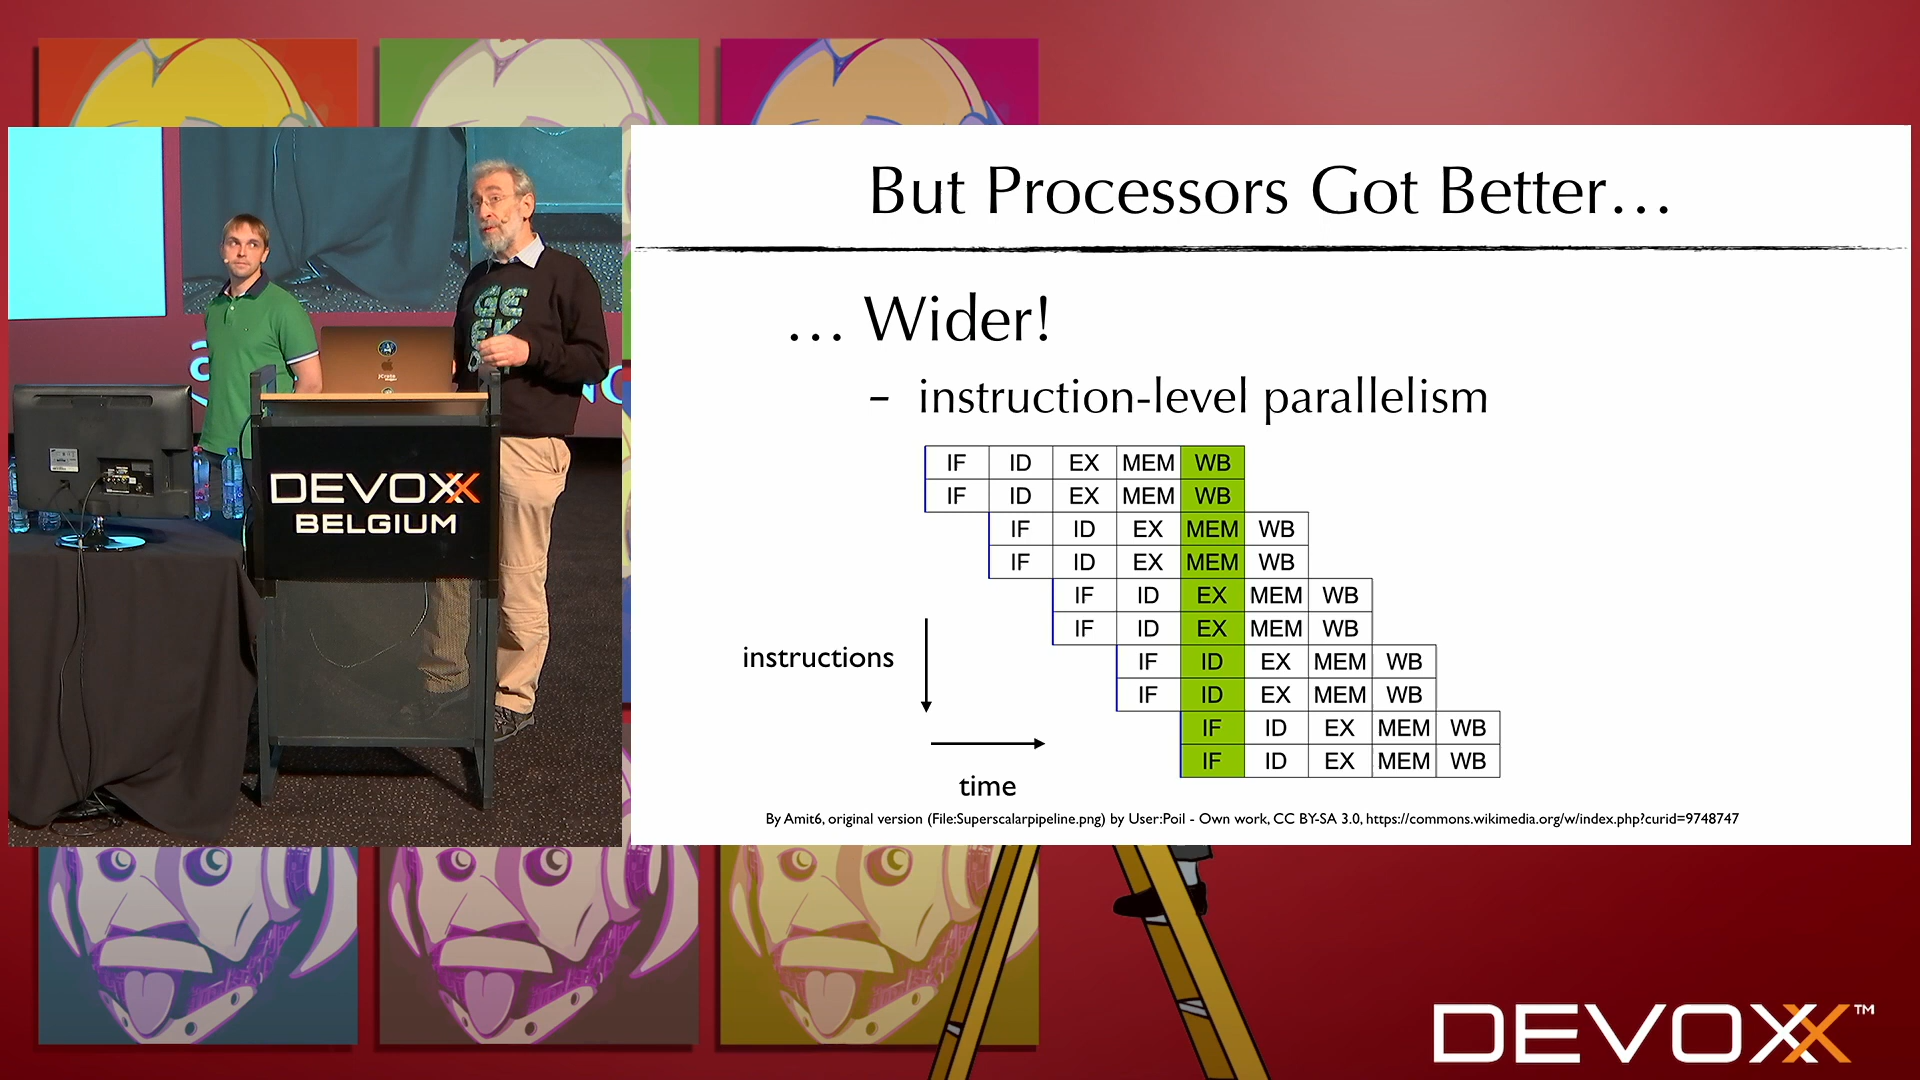 But Processors Got Better…
… Wider!
– instruction-level parallelism
IF ID EX MEM WB
IF ID EX MEM WB
IF ID EX MEM WB
IF ID EX MEM WB
IF ID EX MEM WB
IF ID EX MEM WB
IF ID EX MEM WB
IF ID EX MEM WB
IF ID EX MEM WB
IF ID EX MEM WB
instructions
time
By Amit6, original version (File:Superscalarpipeline.png) by User:Poil - Own work, CC BY-SA 3.0, https://commons.wikimedia.org/w/index.php?curid=9748747
DEVOXX
BELGIUM
DEVOXX™